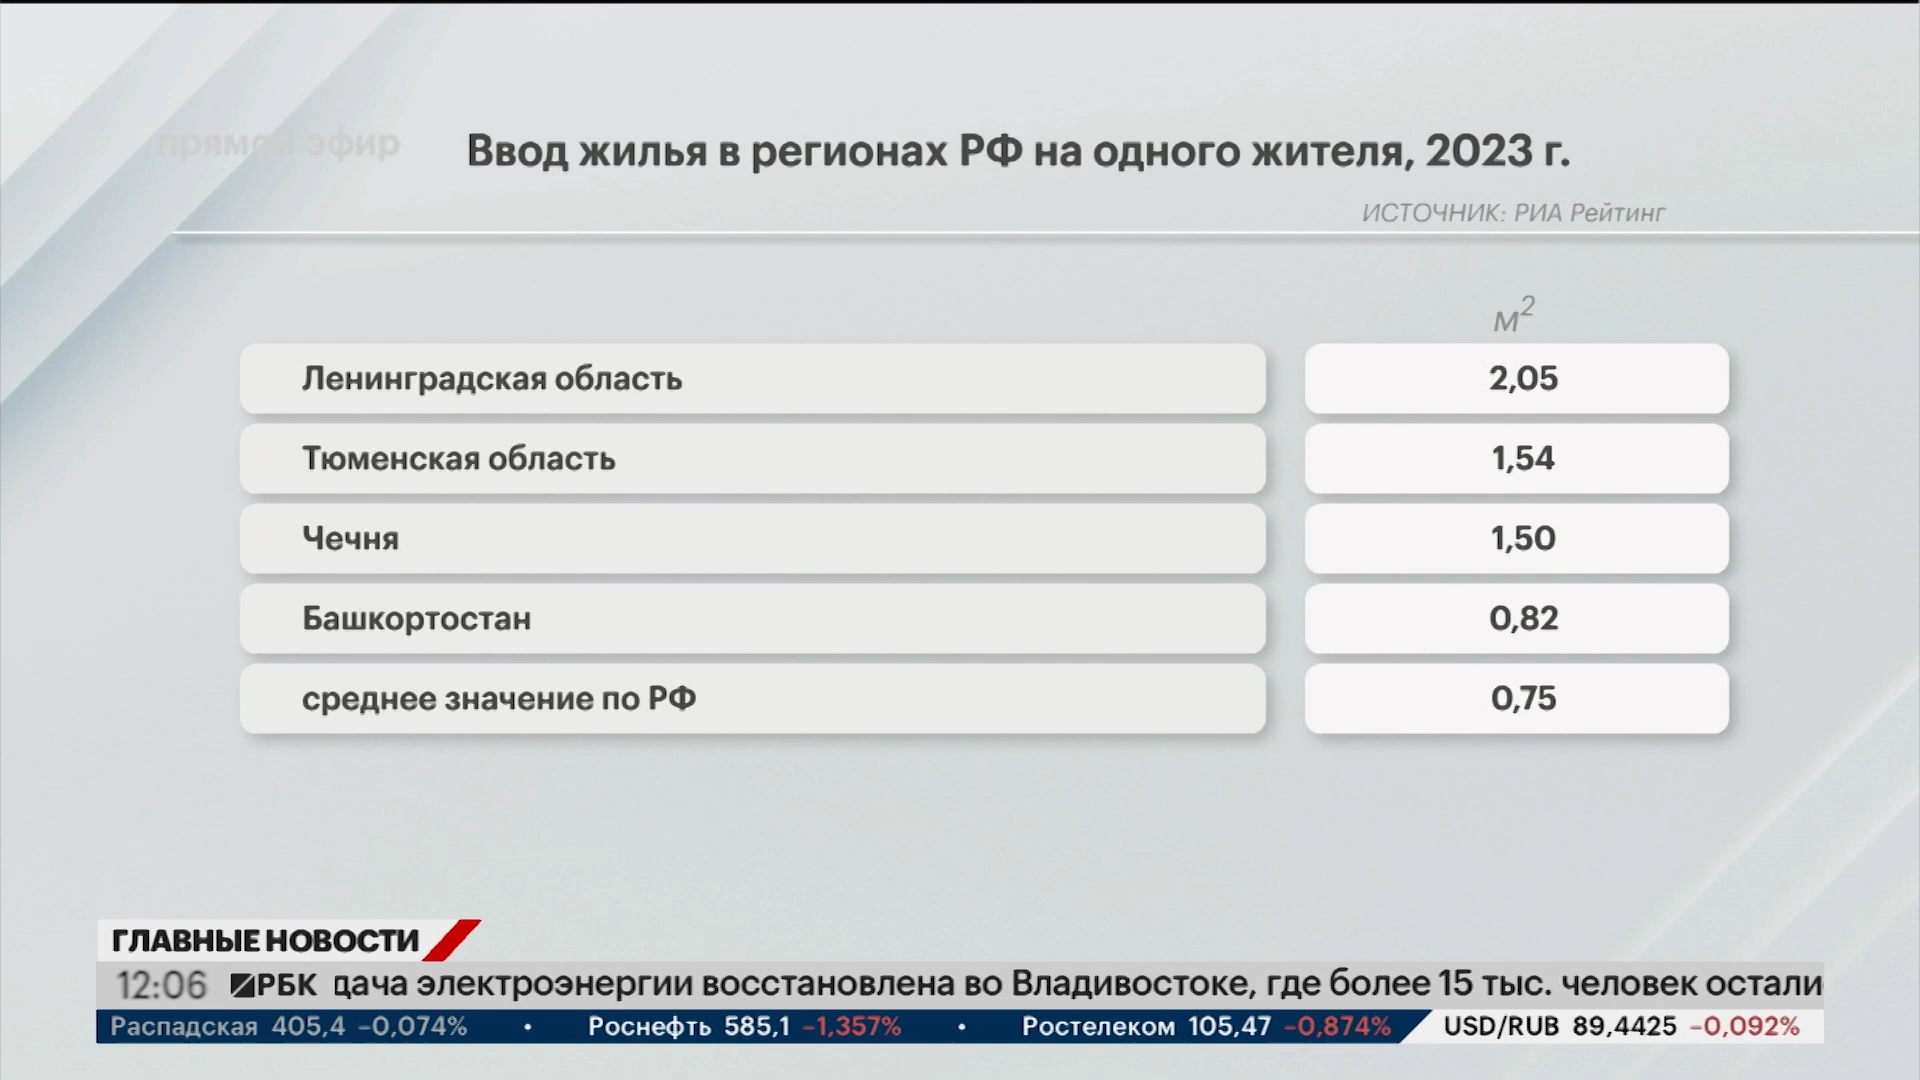 прямой эфир
Ввод жилья в регионах РФ на одного жителя, 2023 г.
ИСТОЧНИК: РИА Рейтинг
м²
Ленинградская область 2,05
Тюменская область 1,54
Чечня 1,50
Башкортостан 0,82
среднее значение по РФ 0,75
ГЛАВНЫЕ НОВОСТИ
12:06 РБК дача электроэнергии восстановлена во Владивостоке, где более 15 тыс. человек остали
Распадская 405,4 −0,074% • Роснефть 585,1 −1,357% • Ростелеком 105,47 −0,874% USD/RUB 89,4425 −0,092%